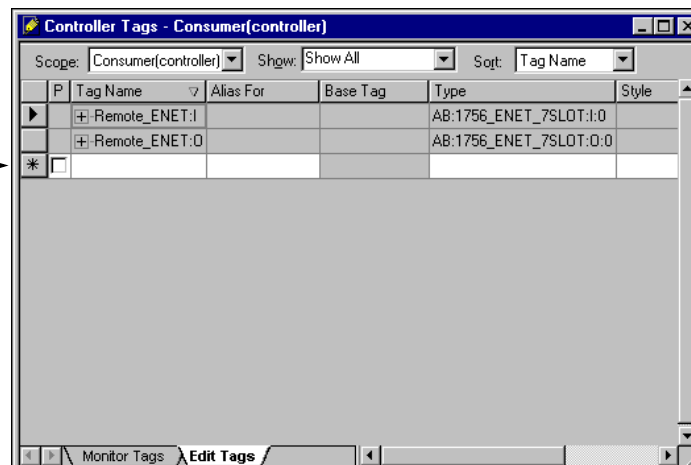 Controller Tags - Consumer(controller)
Scope: Consumer(controller) Show: Show All Sort: Tag Name
P Tag Name Alias For Base Tag Type Style
Remote_ENET:I AB:1756_ENET_7SLOT:I:0
Remote_ENET:O AB:1756_ENET_7SLOT:O:0
Monitor Tags Edit Tags